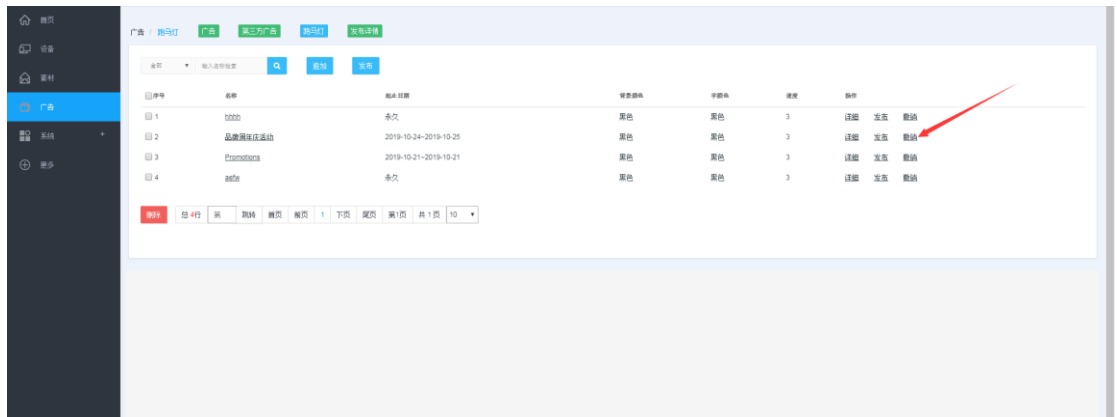 首页
设备
素材
广告
系统 +
更多
广告 / 跑马灯 广告 第三方广告 跑马灯 发布详情
全部 输入名称搜索 添加 发布
序号 名称 起止日期 背景颜色 字颜色 速度 操作
1 bbbb 永久 黑色 黑色 3 详细 发布 撤销
2 品牌周年庆活动 2019-10-24~2019-10-25 黑色 黑色 3 详细 发布 撤销
3 Promotions 2019-10-21~2019-10-21 黑色 黑色 3 详细 发布 撤销
4 asfw 永久 黑色 黑色 3 详细 发布 撤销
删除 总 4行 第 跳转 首页 前页 1 下页 尾页 第1页 共 1 页 10